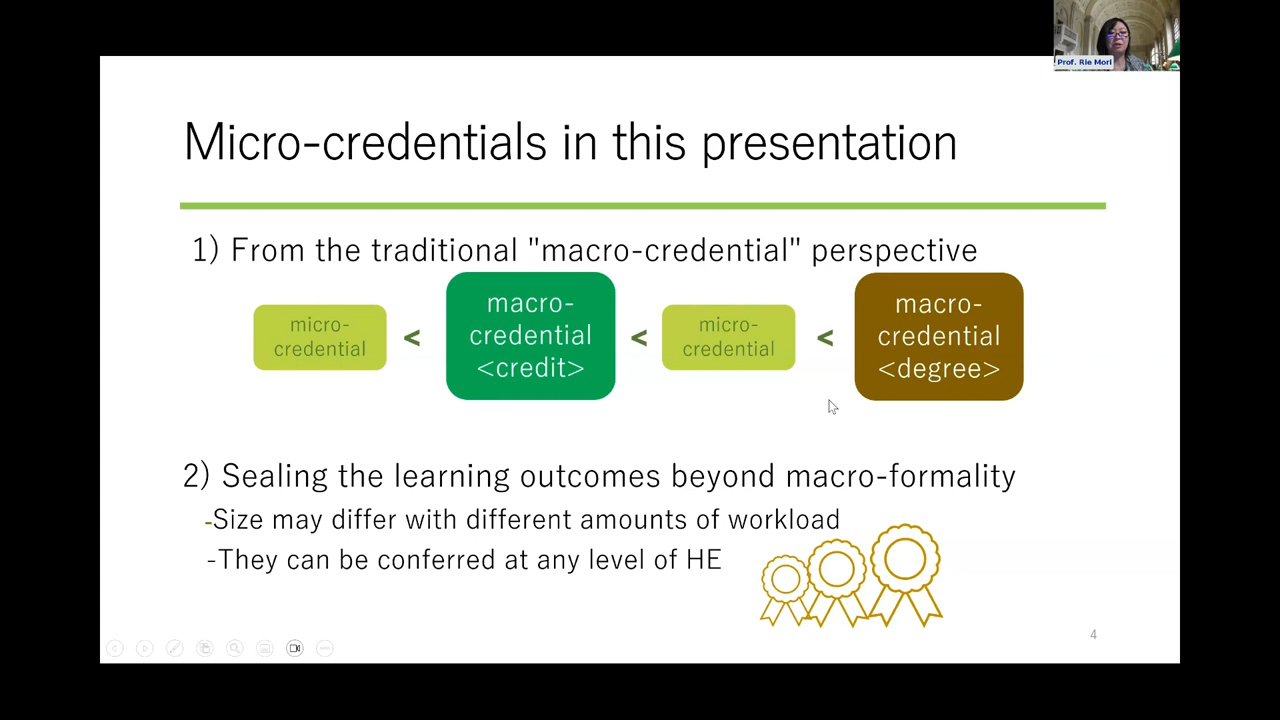 Prof. Rie Mori
Micro-credentials in this presentation
1) From the traditional "macro-credential" perspective
micro-
credential
<
macro-
credential
<credit>
<
micro-
credential
<
macro-
credential
<degree>
2) Sealing the learning outcomes beyond macro-formality
-Size may differ with different amounts of workload
-They can be conferred at any level of HE
4